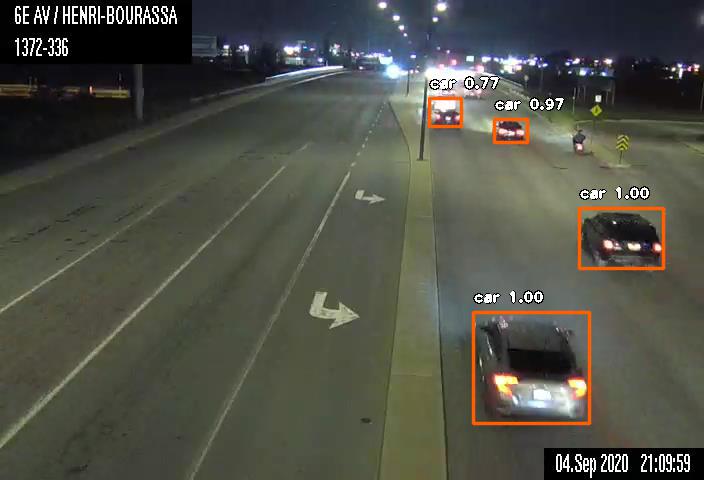 6E AV / HENRI-BOURASSA
1372-336
car 0.77
car 0.97
car 1.00
car 1.00
04.Sep 2020 21:09:59